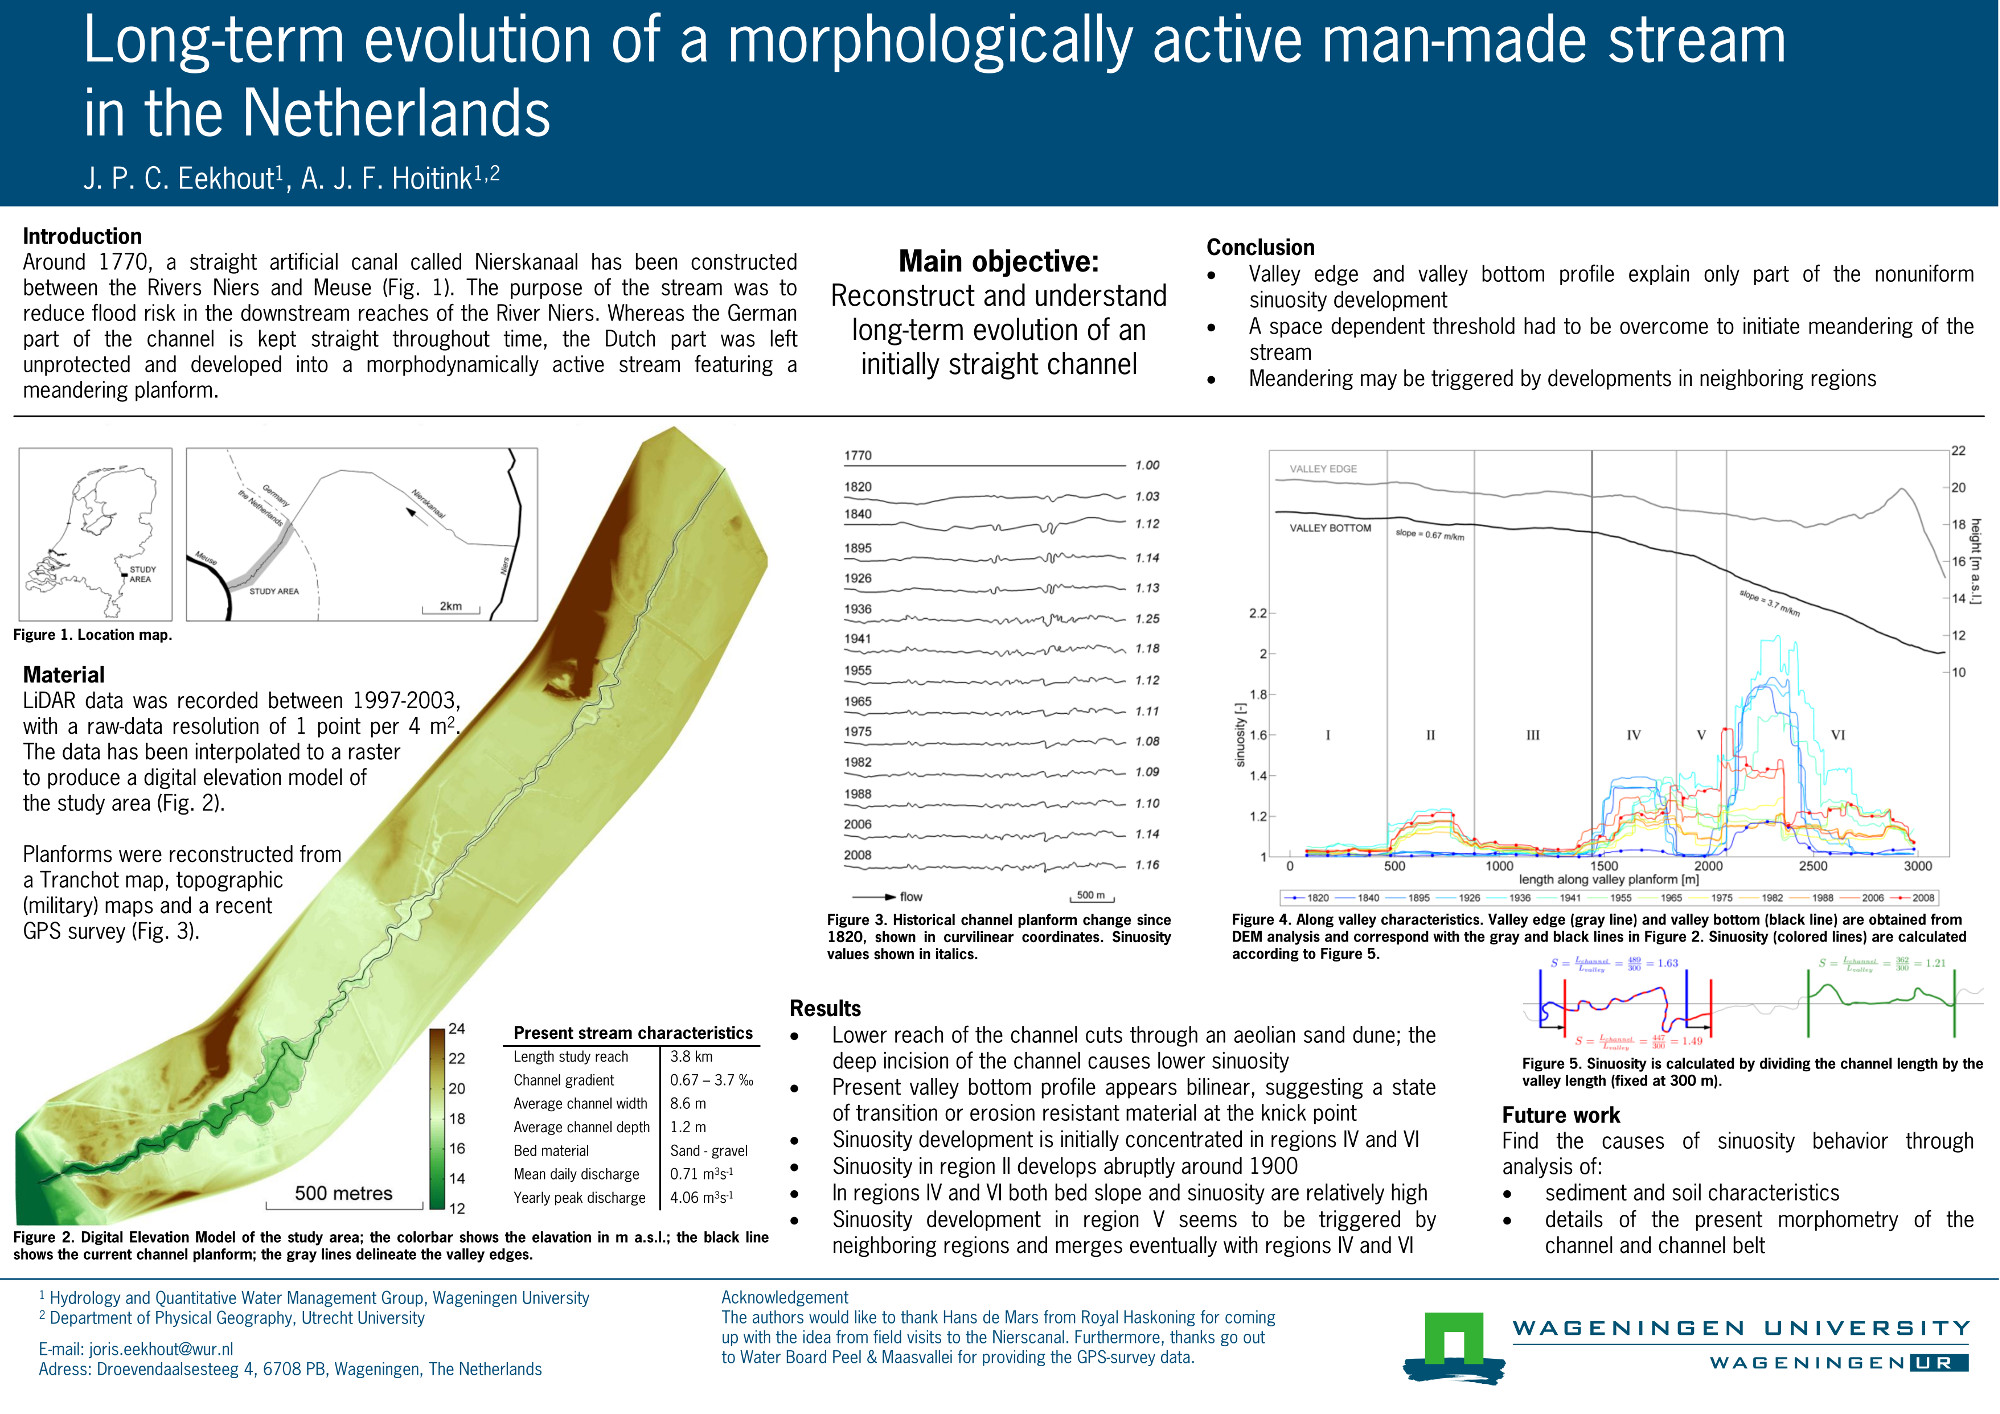 Long-term evolution of a morphologically active man-made stream
in the Netherlands
J. P. C. Eekhout¹, A. J. F. Hoitink¹,²
Introduction
Around 1770, a straight artificial canal called Nierskanaal has been constructed
between the Rivers Niers and Meuse (Fig. 1). The purpose of the stream was to
reduce flood risk in the downstream reaches of the River Niers. Whereas the German
part of the channel is kept straight throughout time, the Dutch part was left
unprotected and developed into a morphodynamically active stream featuring a
meandering planform.
Main objective:
Reconstruct and understand
long-term evolution of an
initially straight channel
Conclusion
• Valley edge and valley bottom profile explain only part of the nonuniform
sinuosity development
• A space dependent threshold had to be overcome to initiate meandering of the
stream
• Meandering may be triggered by developments in neighboring regions
STUDY
AREA
Germany
the Netherlands
Nierskanaal
Meuse
Niers
STUDY AREA
2km
Figure 1. Location map.
Material
LiDAR data was recorded between 1997-2003,
with a raw-data resolution of 1 point per 4 m².
The data has been interpolated to a raster
to produce a digital elevation model of
the study area (Fig. 2).
Planforms were reconstructed from
a Tranchot map, topographic
(military) maps and a recent
GPS survey (Fig. 3).
500 metres
24
22
20
18
16
14
12
Present stream characteristics
Length study reach 3.8 km
Channel gradient 0.67 – 3.7 ‰
Average channel width 8.6 m
Average channel depth 1.2 m
Bed material Sand - gravel
Mean daily discharge 0.71 m³s⁻¹
Yearly peak discharge 4.06 m³s⁻¹
Figure 2. Digital Elevation Model of the study area; the colorbar shows the elavation in m a.s.l.; the black line
shows the current channel planform; the gray lines delineate the valley edges.
1770 1.00
1820 1.03
1840 1.12
1895 1.14
1926 1.13
1936 1.25
1941 1.18
1955 1.12
1965 1.11
1975 1.08
1982 1.09
1988 1.10
2006 1.14
2008 1.16
flow 500 m
Figure 3. Historical channel planform change since
1820, shown in curvilinear coordinates. Sinuosity
values shown in italics.
VALLEY EDGE
VALLEY BOTTOM
slope = 0.67 m/km
slope = 3.7 m/km
22
20
18
16
14
12
10
height [m a.s.l.]
2.2
2
1.8
1.6
1.4
1.2
1
sinuosity [-]
I II III IV V VI
0 500 1000 1500 2000 2500 3000
length along valley planform [m]
1820 1840 1895 1926 1936 1941 1955 1965 1975 1982 1988 2006 2008
Figure 4. Along valley characteristics. Valley edge (gray line) and valley bottom (black line) are obtained from
DEM analysis and correspond with the gray and black lines in Figure 2. Sinuosity (colored lines) are calculated
according to Figure 5.
S = Lchannel/Lvalley = 489/300 = 1.63
S = Lchannel/Lvalley = 362/300 = 1.21
S = Lchannel/Lvalley = 447/300 = 1.49
Figure 5. Sinuosity is calculated by dividing the channel length by the
valley length (fixed at 300 m).
Results
• Lower reach of the channel cuts through an aeolian sand dune; the
deep incision of the channel causes lower sinuosity
• Present valley bottom profile appears bilinear, suggesting a state
of transition or erosion resistant material at the knick point
• Sinuosity development is initially concentrated in regions IV and VI
• Sinuosity in region II develops abruptly around 1900
• In regions IV and VI both bed slope and sinuosity are relatively high
• Sinuosity development in region V seems to be triggered by
neighboring regions and merges eventually with regions IV and VI
Future work
Find the causes of sinuosity behavior through
analysis of:
• sediment and soil characteristics
• details of the present morphometry of the
channel and channel belt
¹ Hydrology and Quantitative Water Management Group, Wageningen University
² Department of Physical Geography, Utrecht University
E-mail: joris.eekhout@wur.nl
Adress: Droevendaalsesteeg 4, 6708 PB, Wageningen, The Netherlands
Acknowledgement
The authors would like to thank Hans de Mars from Royal Haskoning for coming
up with the idea from field visits to the Nierscanal. Furthermore, thanks go out
to Water Board Peel & Maasvallei for providing the GPS-survey data.
WAGENINGEN UNIVERSITY
WAGENINGEN UR